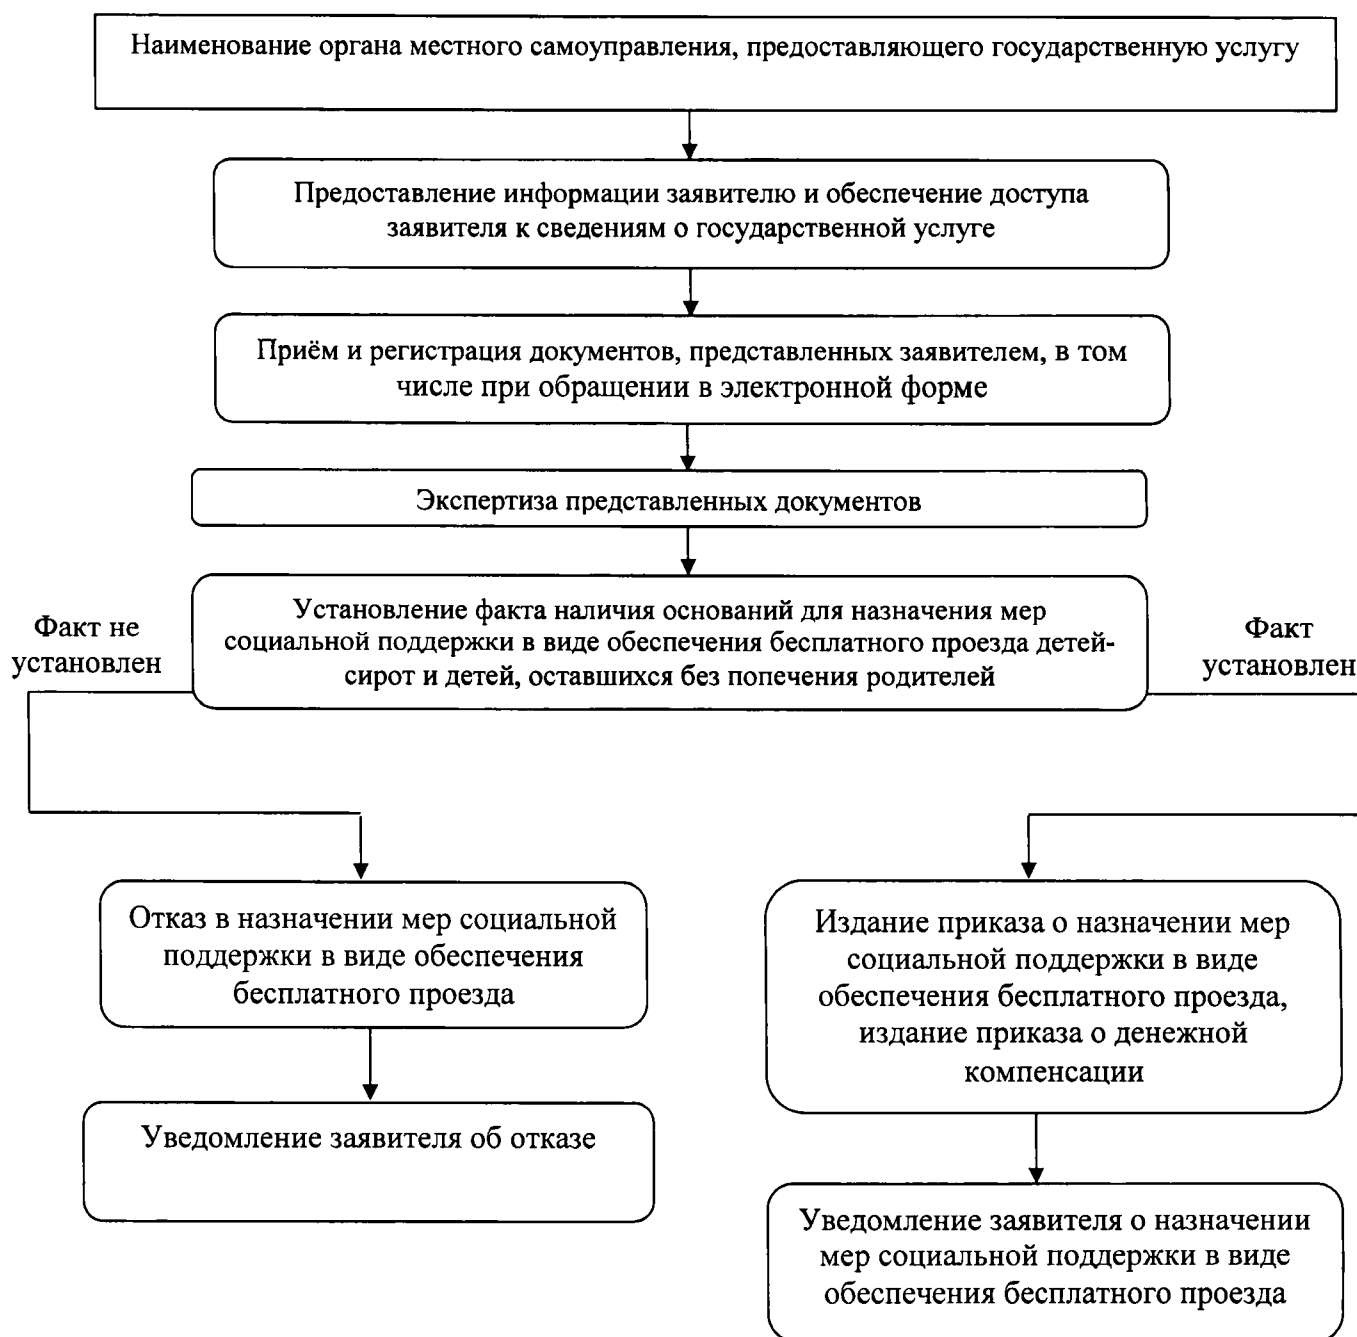 Наименование органа местного самоуправления, предоставляющего государственную услугу
Предоставление информации заявителю и обеспечение доступа
заявителя к сведениям о государственной услуге
Приём и регистрация документов, представленных заявителем, в том
числе при обращении в электронной форме
Экспертиза представленных документов
Установление факта наличия оснований для назначения мер
социальной поддержки в виде обеспечения бесплатного проезда детей-
сирот и детей, оставшихся без попечения родителей
Факт не
установлен
Факт
установлен
Отказ в назначении мер социальной
поддержки в виде обеспечения
бесплатного проезда
Уведомление заявителя об отказе
Издание приказа о назначении мер
социальной поддержки в виде
обеспечения бесплатного проезда,
издание приказа о денежной
компенсации
Уведомление заявителя о назначении
мер социальной поддержки в виде
обеспечения бесплатного проезда